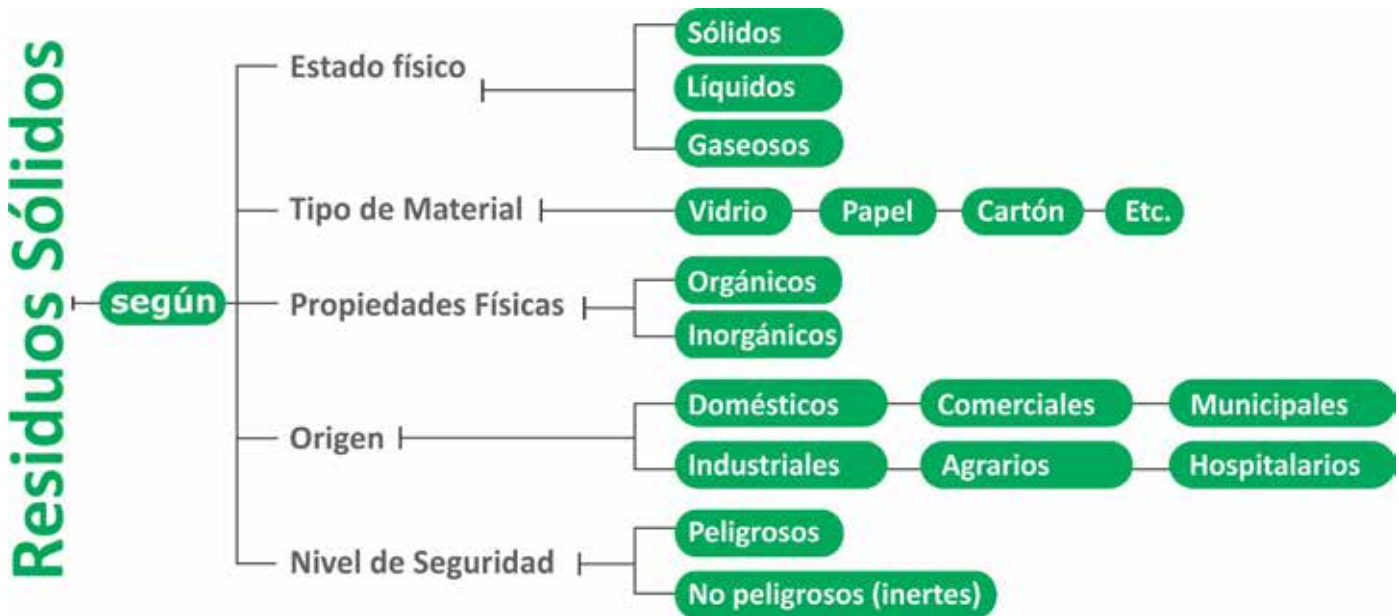 Residuos Sólidos
según
Estado físico
Sólidos
Líquidos
Gaseosos
Tipo de Material
Vidrio Papel Cartón Etc.
Propiedades Físicas
Orgánicos
Inorgánicos
Origen
Domésticos Comerciales Municipales
Industriales Agrarios Hospitalarios
Nivel de Seguridad
Peligrosos
No peligrosos (inertes)